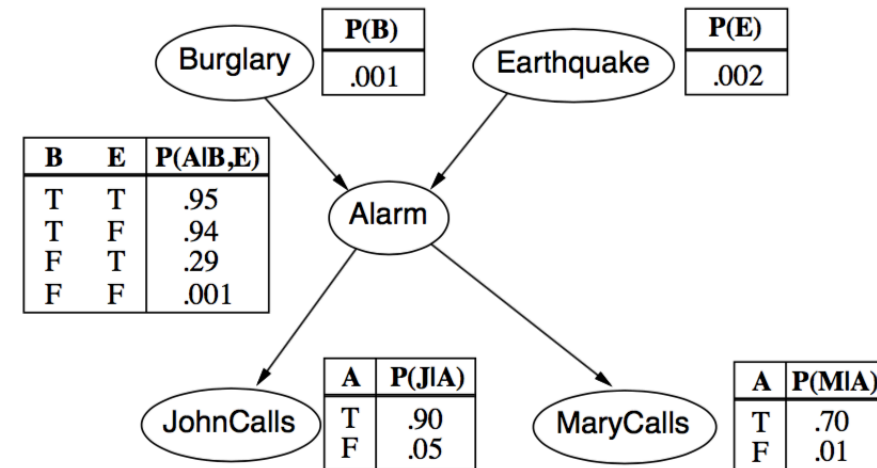 Burglary
P(B)
.001
Earthquake
P(E)
.002
B E P(A|B,E)
T T .95
T F .94
F T .29
F F .001
Alarm
JohnCalls
A P(J|A)
T .90
F .05
MaryCalls
A P(M|A)
T .70
F .01